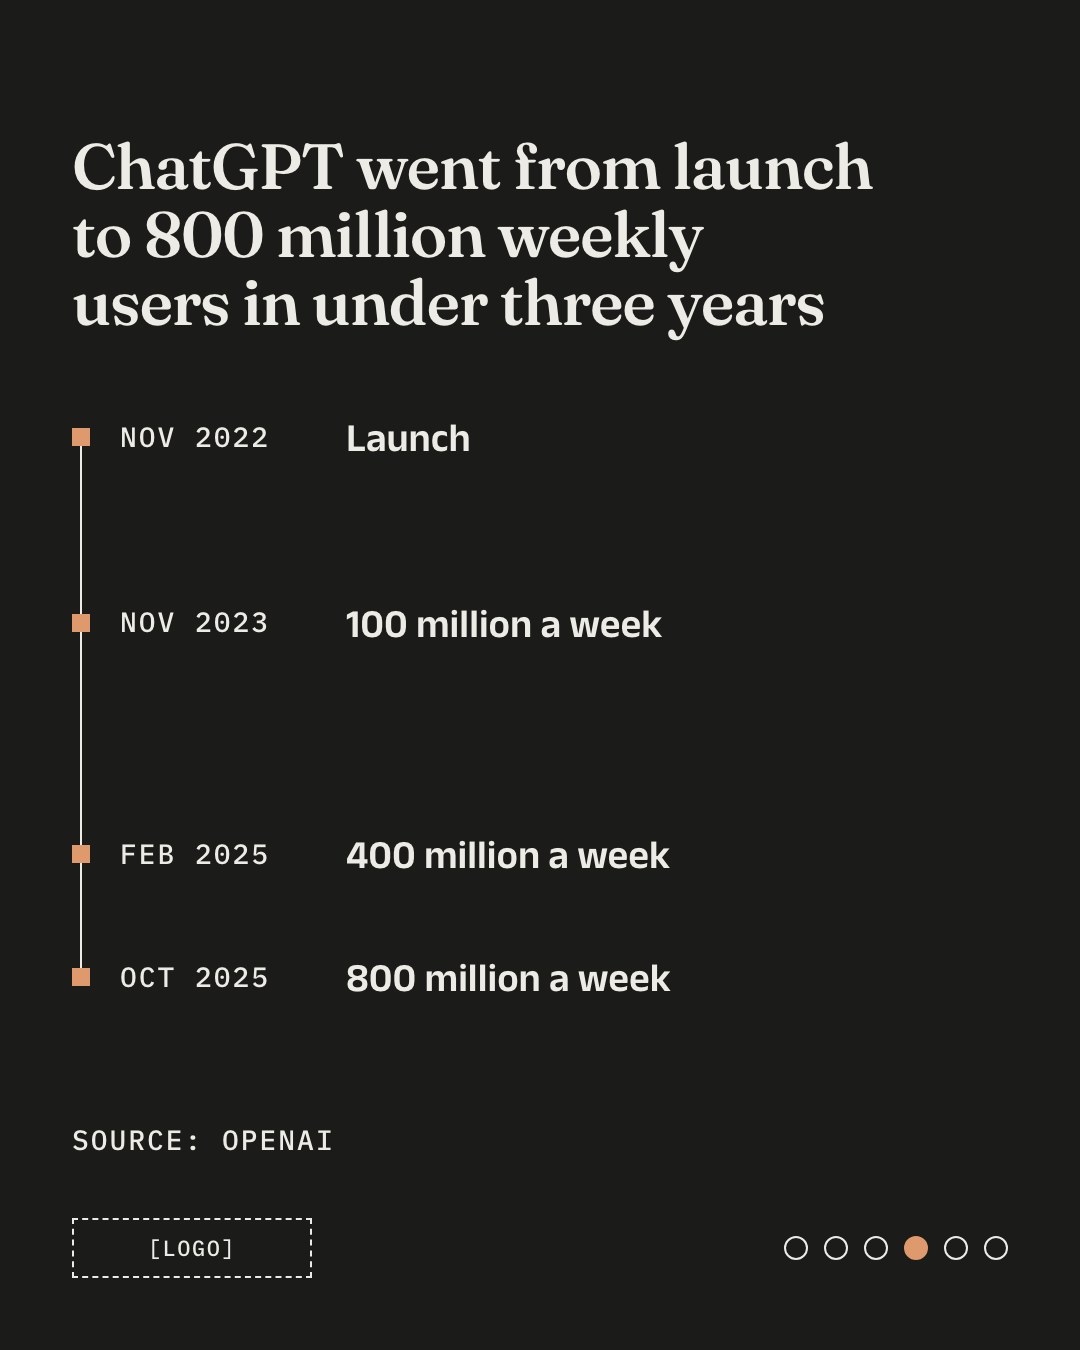 ChatGPT went from launch
to 800 million weekly
users in under three years
NOV 2022 Launch
NOV 2023 100 million a week
FEB 2025 400 million a week
OCT 2025 800 million a week
SOURCE: OPENAI
[LOGO]